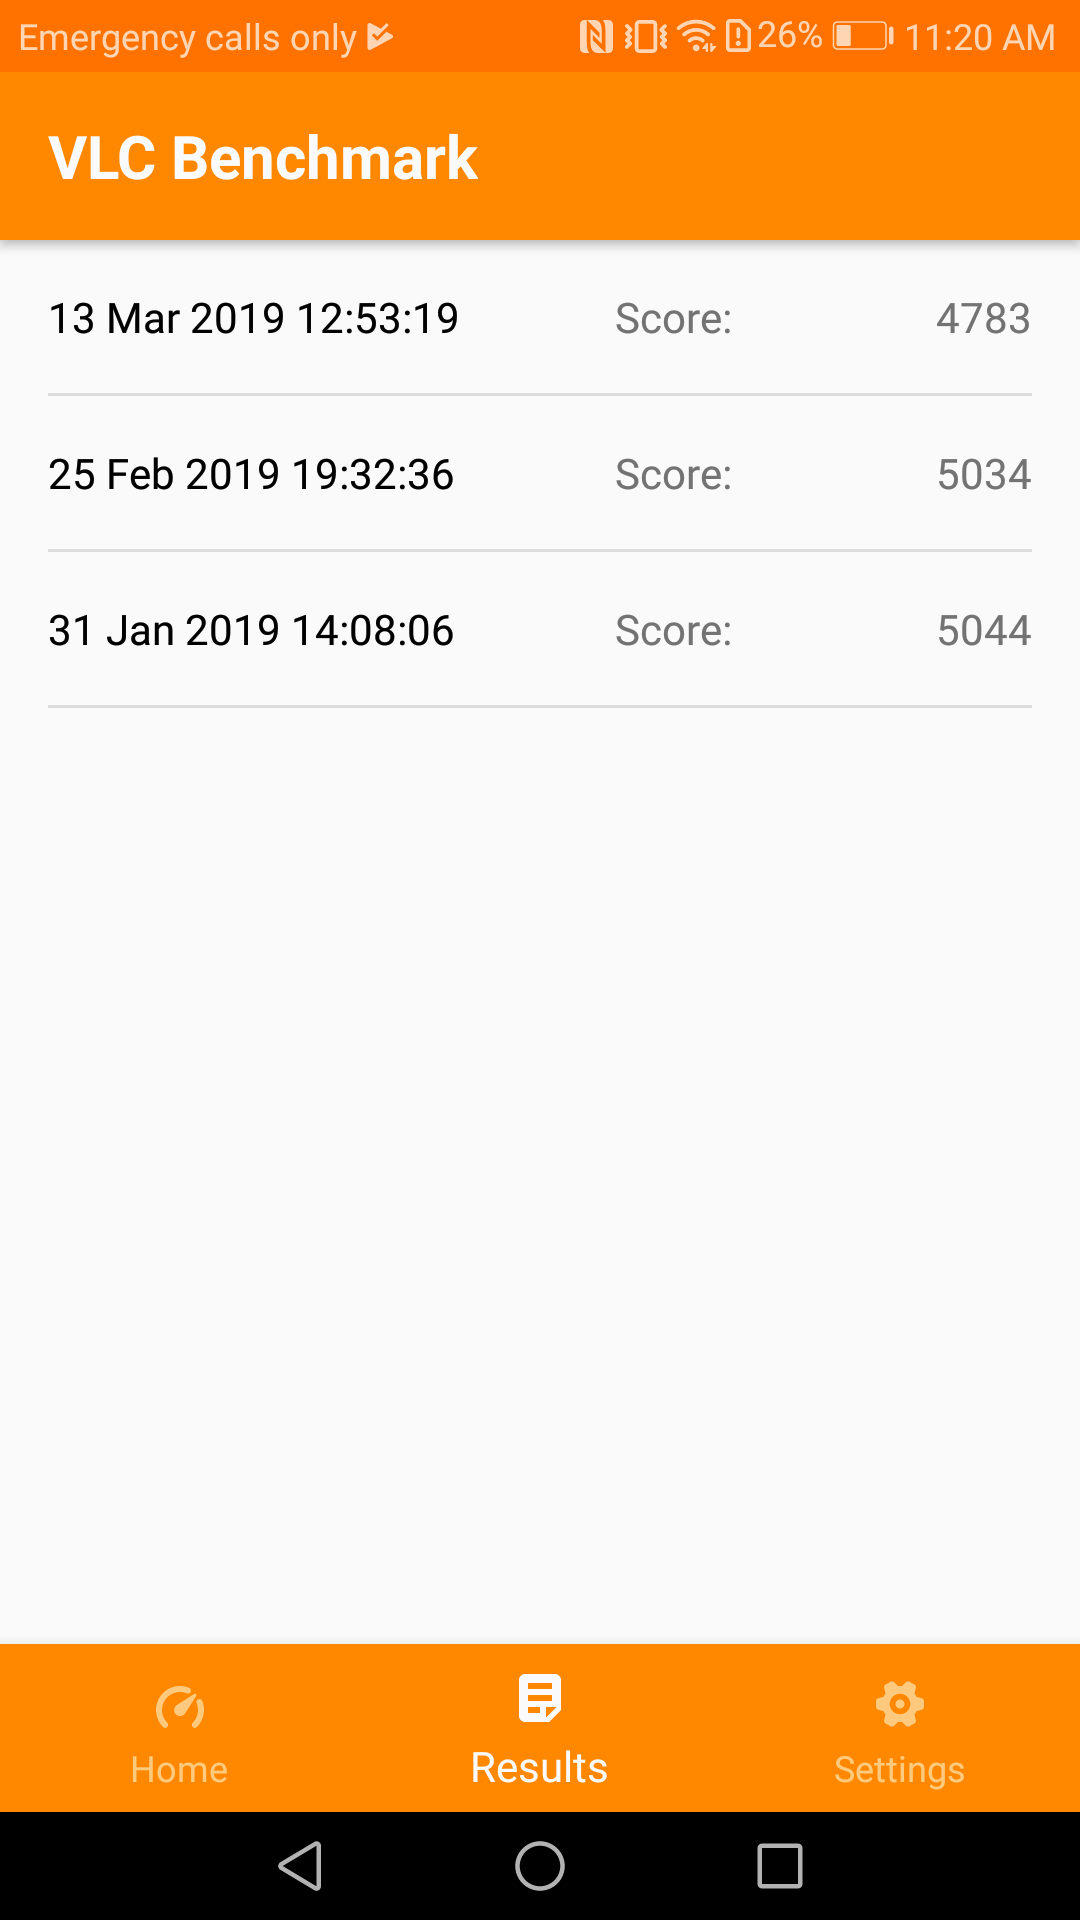 Emergency calls only 26% 11:20 AM
VLC Benchmark
13 Mar 2019 12:53:19 Score: 4783
25 Feb 2019 19:32:36 Score: 5034
31 Jan 2019 14:08:06 Score: 5044
Home Results Settings